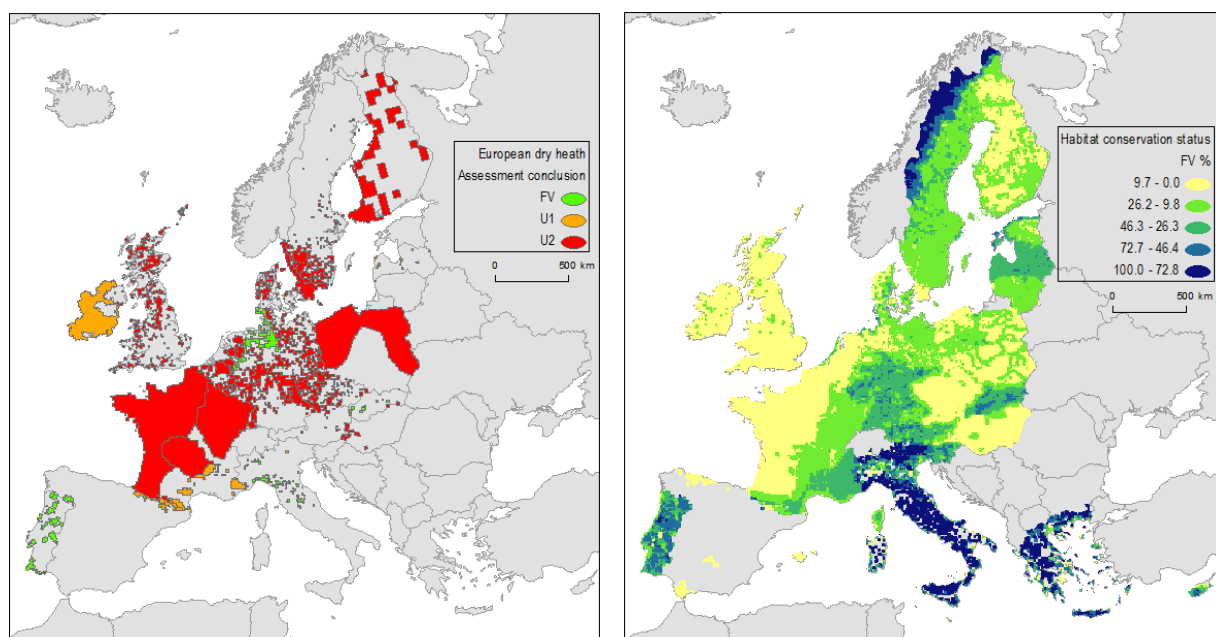 European dry heath
Assessment conclusion
FV
U1
U2
0 500 km
Habitat conservation status
FV %
9.7 - 0.0
26.2 - 9.8
46.3 - 26.3
72.7 - 46.4
100.0 - 72.8
0 500 km